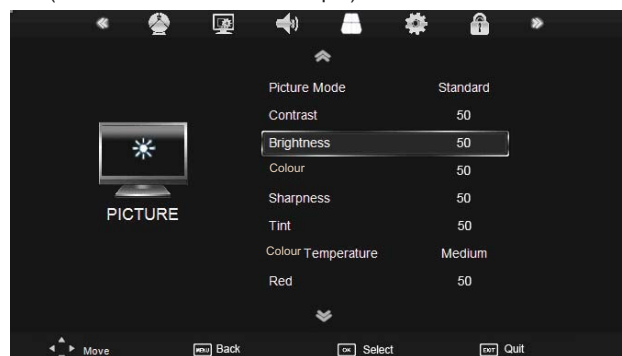 Picture Mode Standard
Contrast 50
Brightness 50
Colour 50
Sharpness 50
PICTURE
Tint 50
Colour Temperature Medium
Red 50
Move MENU Back OK Select EXIT Quit